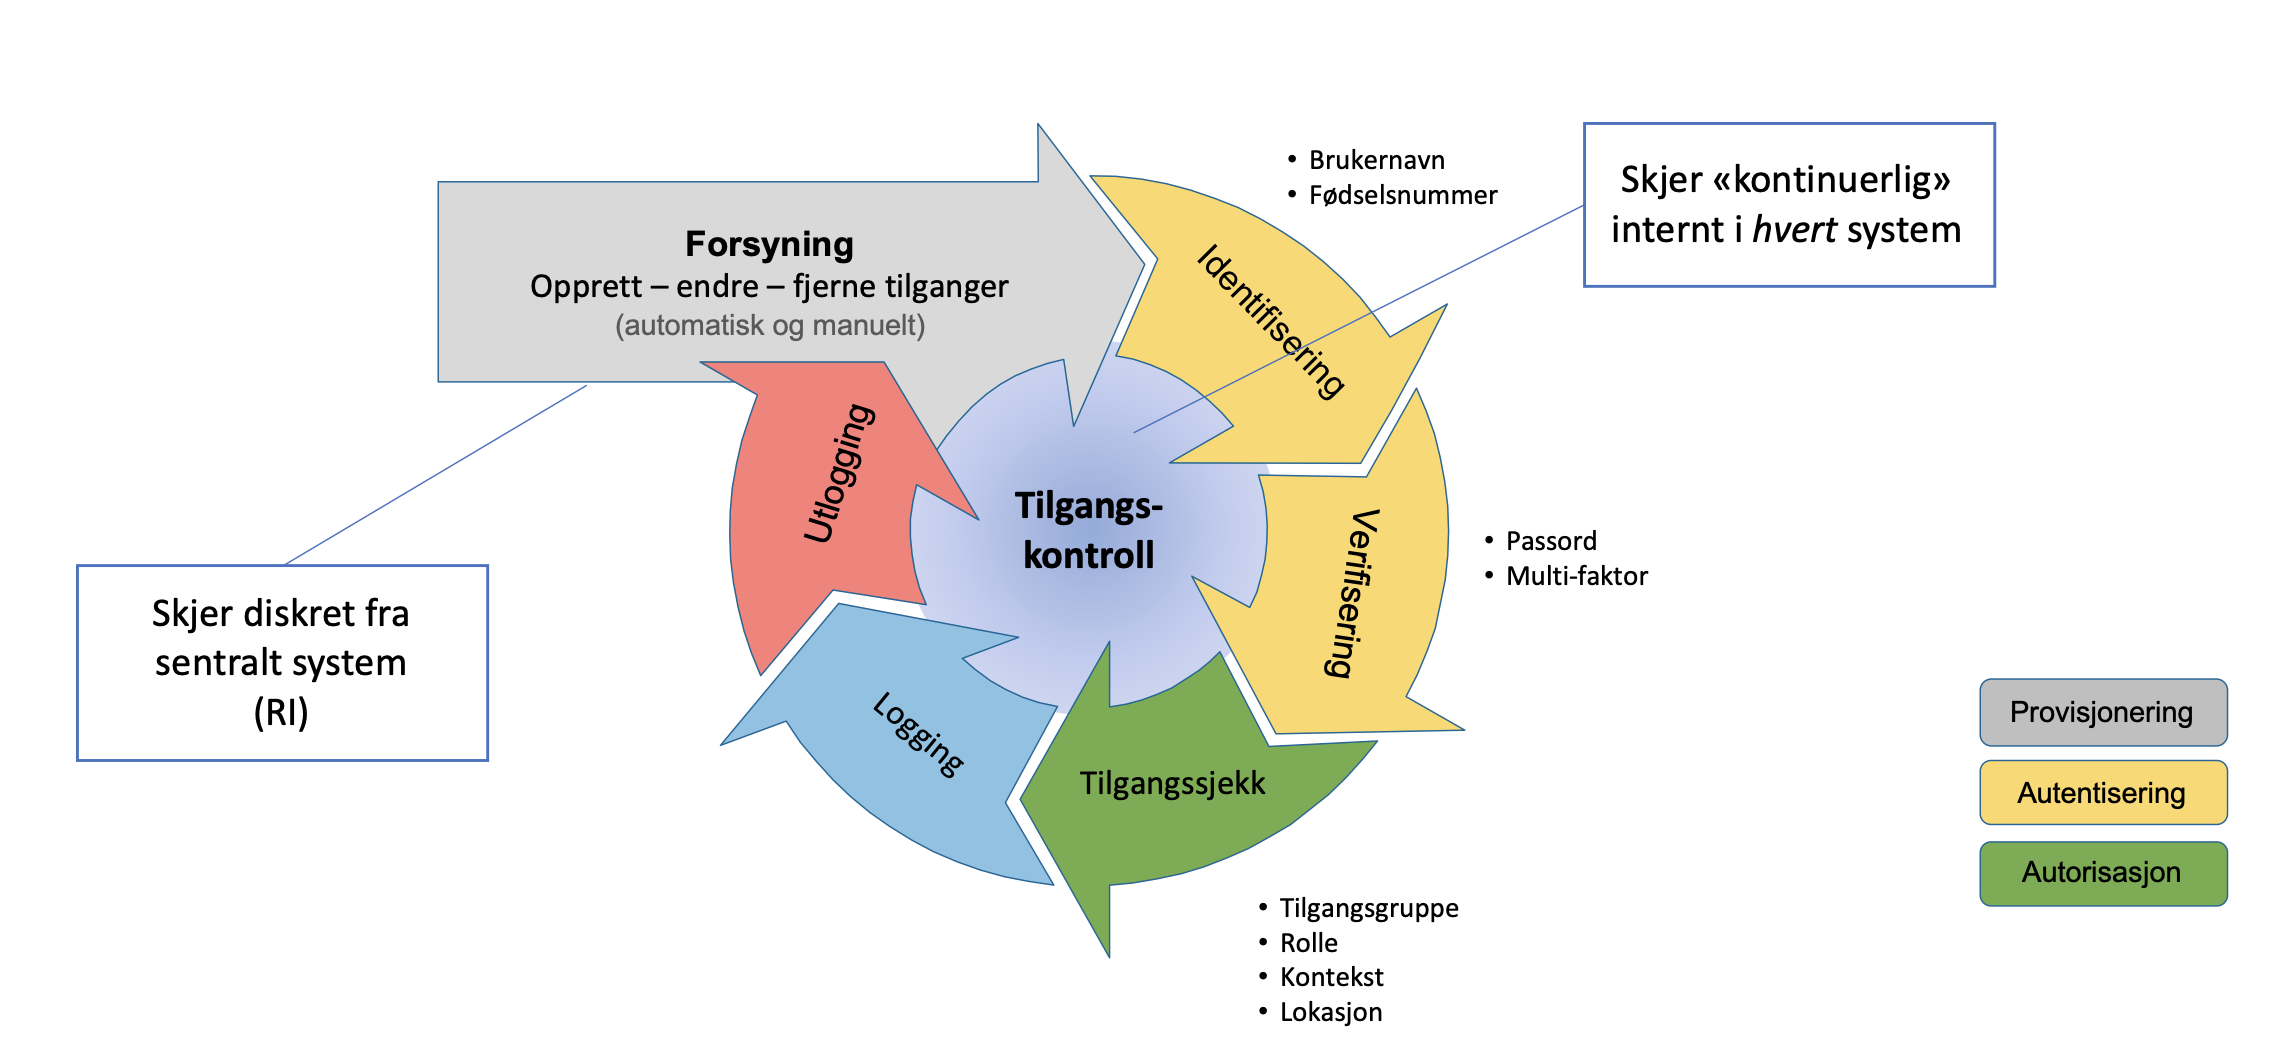 Forsyning
Opprett – endre – fjerne tilganger
(automatisk og manuelt)
• Brukernavn
• Fødselsnummer
Skjer «kontinuerlig»
internt i hvert system
Identifisering
Verifisering
• Passord
• Multi-faktor
Tilgangssjekk
• Tilgangsgruppe
• Rolle
• Kontekst
• Lokasjon
Logging
Utlogging
Tilgangs-
kontroll
Skjer diskret fra
sentralt system
(RI)
Provisjonering
Autentisering
Autorisasjon